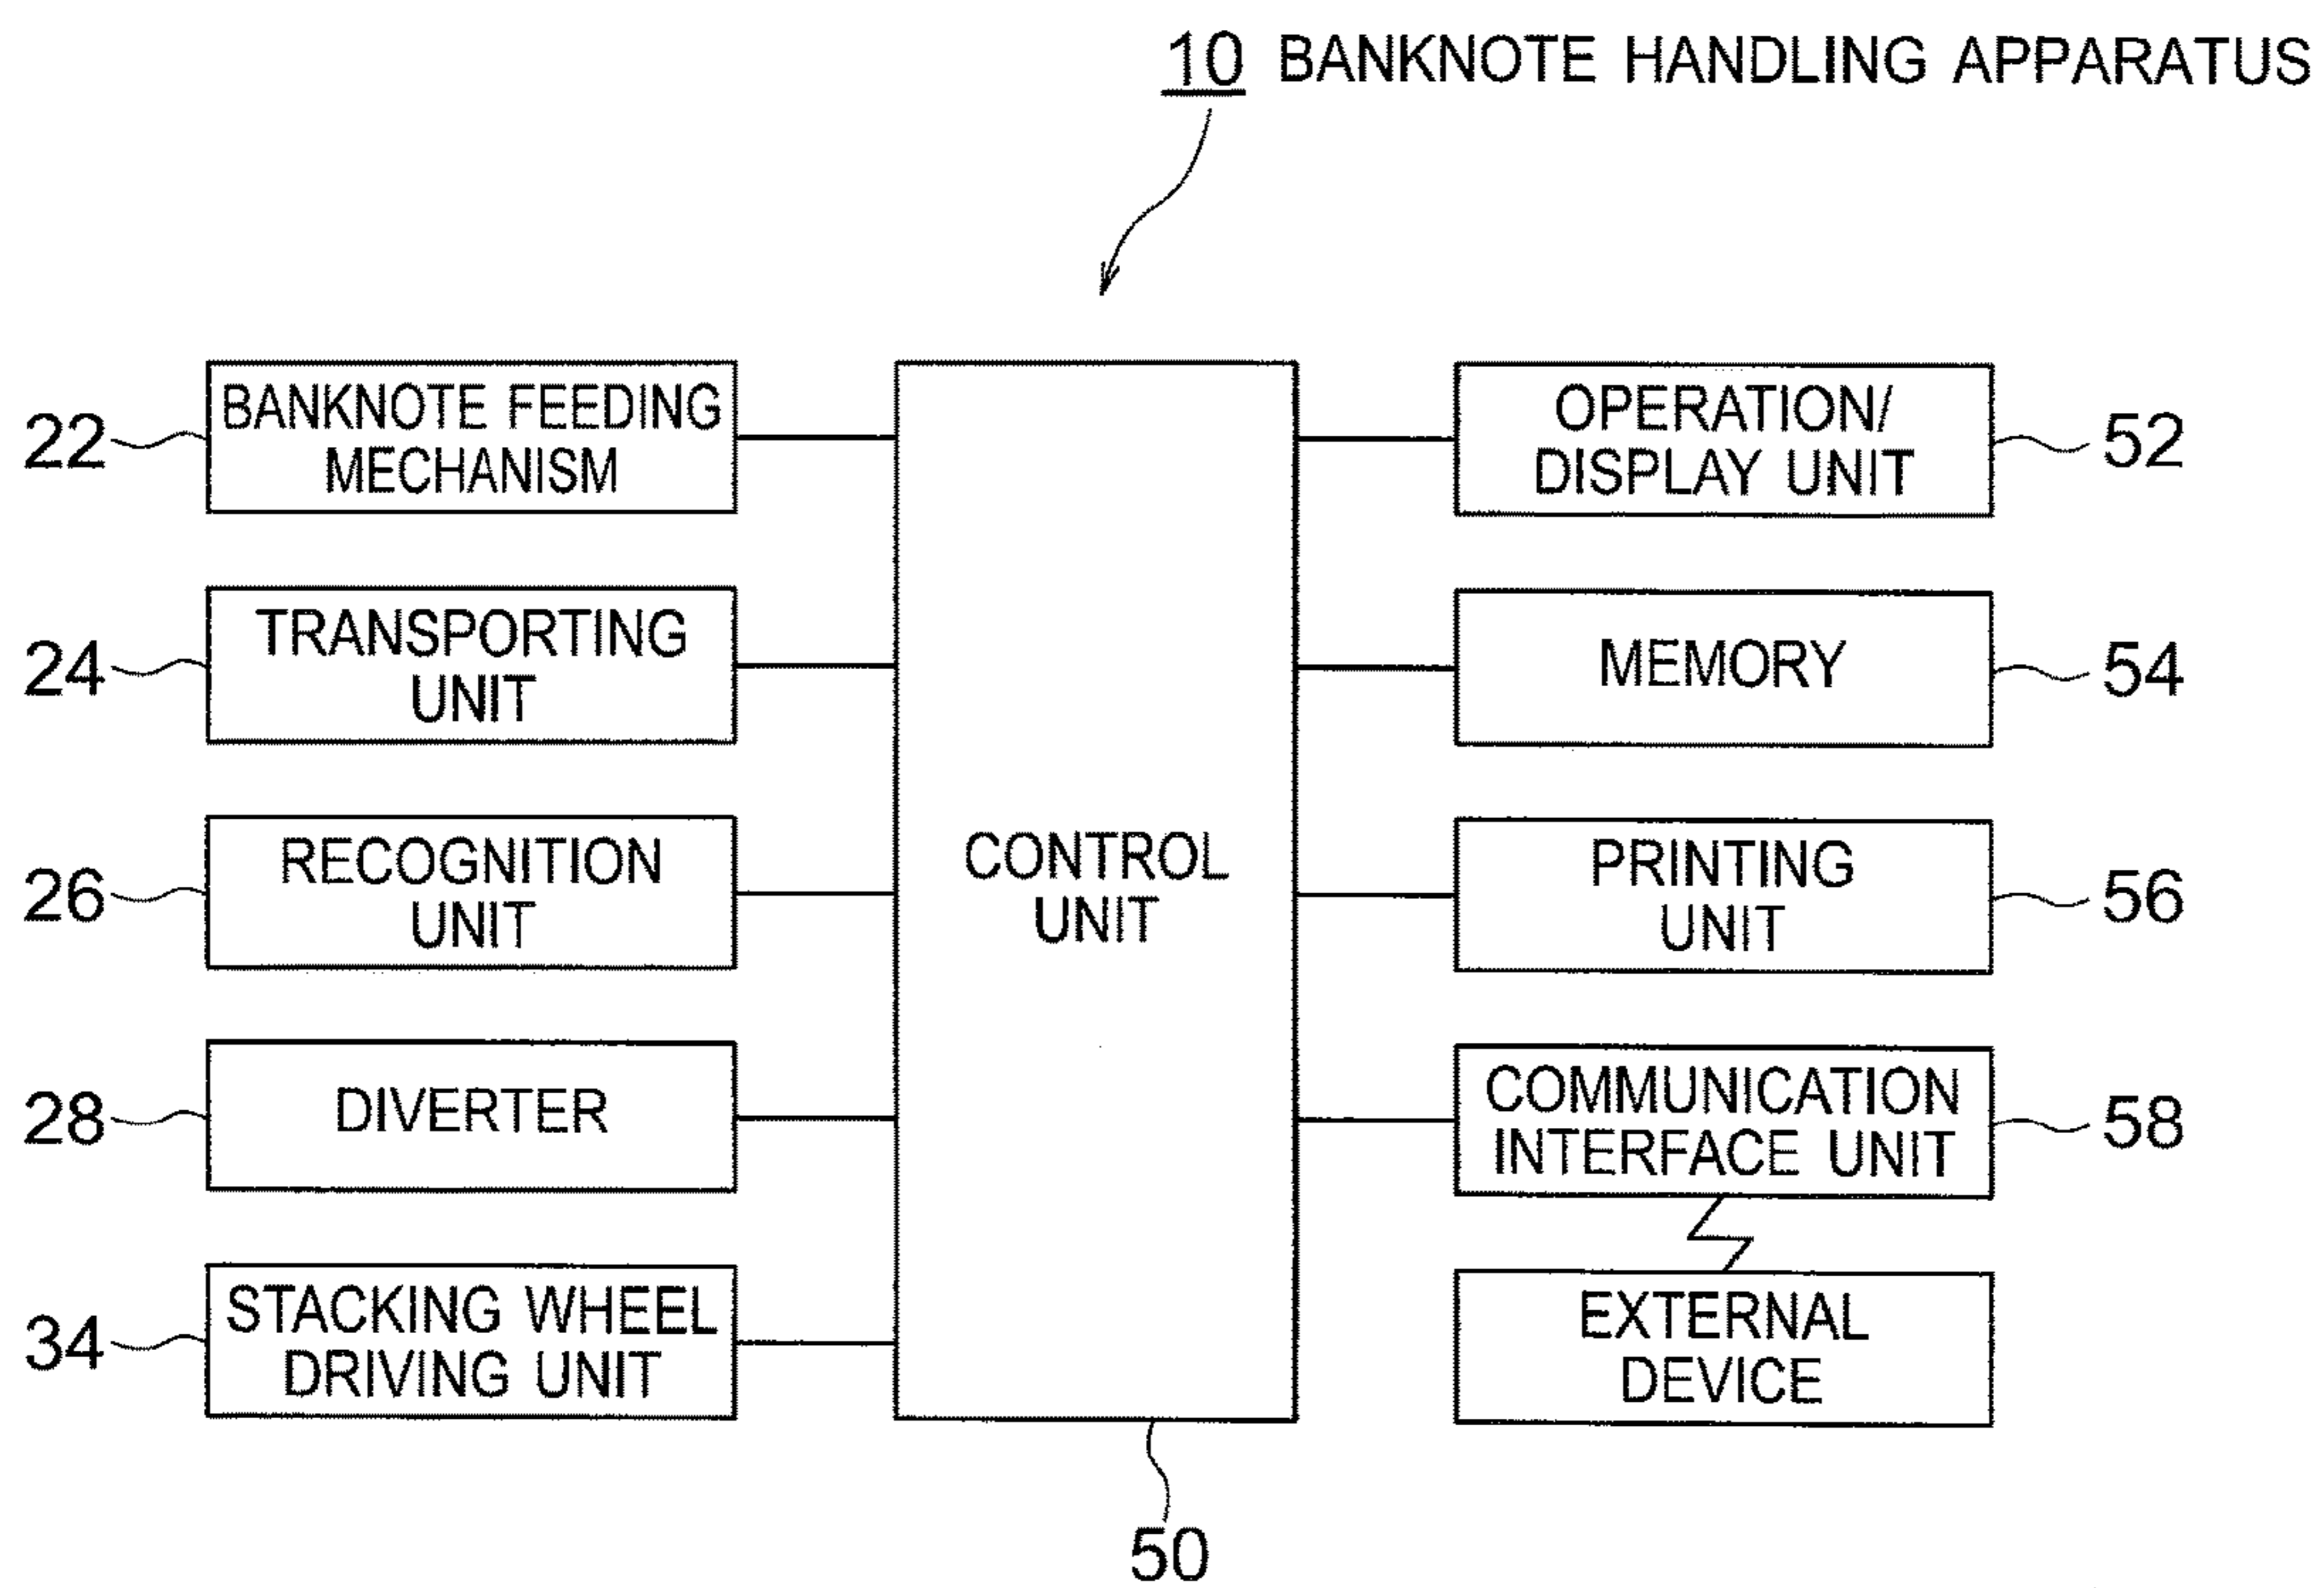 10 BANKNOTE HANDLING APPARATUS
22
BANKNOTE FEEDING
MECHANISM
24
TRANSPORTING
UNIT
26
RECOGNITION
UNIT
28
DIVERTER
34
STACKING WHEEL
DRIVING UNIT
CONTROL
UNIT
50
OPERATION/
DISPLAY UNIT
52
MEMORY
54
PRINTING
UNIT
56
COMMUNICATION
INTERFACE UNIT
58
EXTERNAL
DEVICE